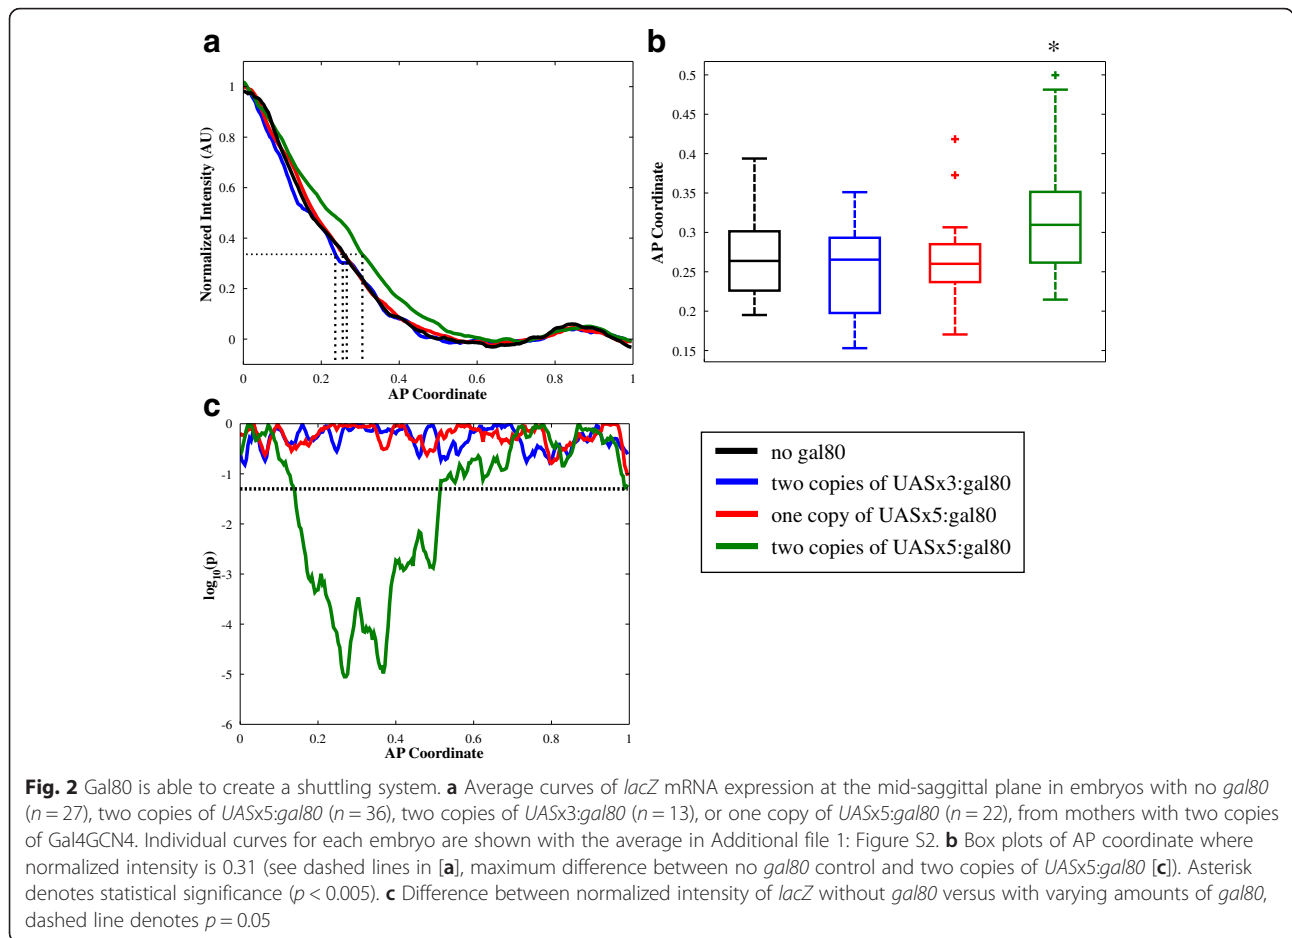 a
Normalized Intensity (AU)
1
0.8
0.6
0.4
0.2
0
0 0.2 0.4 0.6 0.8 1
AP Coordinate
b
*
AP Coordinate
0.5
0.45
0.4
0.35
0.3
0.25
0.2
0.15
c
log10(p)
0
-1
-2
-3
-4
-5
-6
0 0.2 0.4 0.6 0.8 1
AP Coordinate
no gal80
two copies of UASx3:gal80
one copy of UASx5:gal80
two copies of UASx5:gal80
Fig. 2 Gal80 is able to create a shuttling system. a Average curves of lacZ mRNA expression at the mid-saggital plane in embryos with no gal80
(n = 27), two copies of UASx5:gal80 (n = 36), two copies of UASx3:gal80 (n = 13), or one copy of UASx5:gal80 (n = 22), from mothers with two copies
of Gal4GCN4. Individual curves for each embryo are shown with the average in Additional file 1: Figure S2. b Box plots of AP coordinate where
normalized intensity is 0.31 (see dashed lines in [a], maximum difference between no gal80 control and two copies of UASx5:gal80 [c]). Asterisk
denotes statistical significance (p < 0.005). c Difference between normalized intensity of lacZ without gal80 versus with varying amounts of gal80,
dashed line denotes p = 0.05